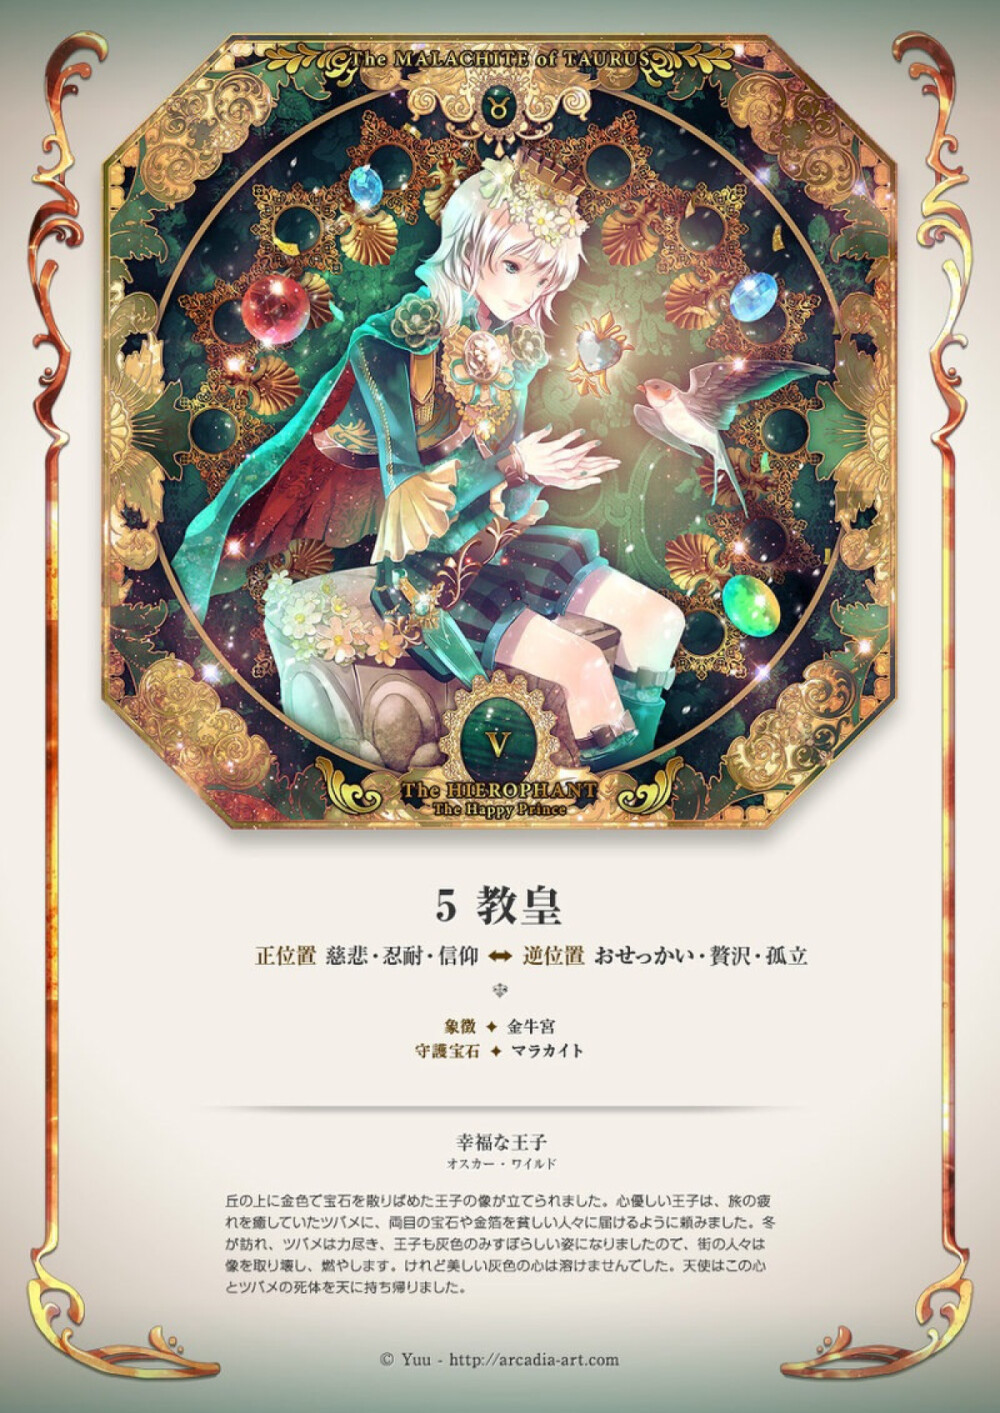 The MALACHITE of TAURUS
♉
V
The HIEROPHANT
The Happy Prince
5 教皇
正位置 慈悲・忍耐・信仰 ⬌ 逆位置 おせっかい・贅沢・孤立
象徴 ✦ 金牛宮
守護宝石 ✦ マラカイト
幸福な王子
オスカー・ワイルド
丘の上に金色で宝石を散りばめた王子の像が立てられました。心優しい王子は、旅の疲
れを癒していたツバメに、両目の宝石や金箔を貧しい人々に届けるように頼みました。冬
が訪れ、ツバメは力尽き、王子も灰色のみすぼらしい姿になりましたので、街の人々は
像を取り壊し、燃やします。けれど美しい灰色の心は溶けませんでした。天使はこの心
とツバメの死体を天に持ち帰りました。
© Yuu - http://arcadia-art.com